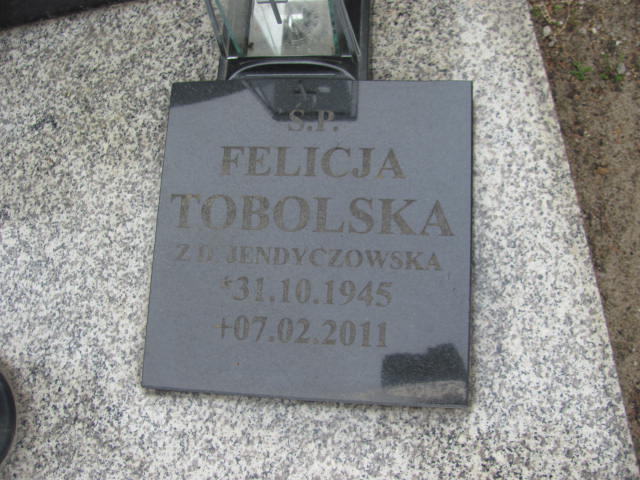 Ś.P.
FELICJA
TOBOLSKA
Z D. JENDYCZOWSKA
*31.10.1945
+07.02.2011